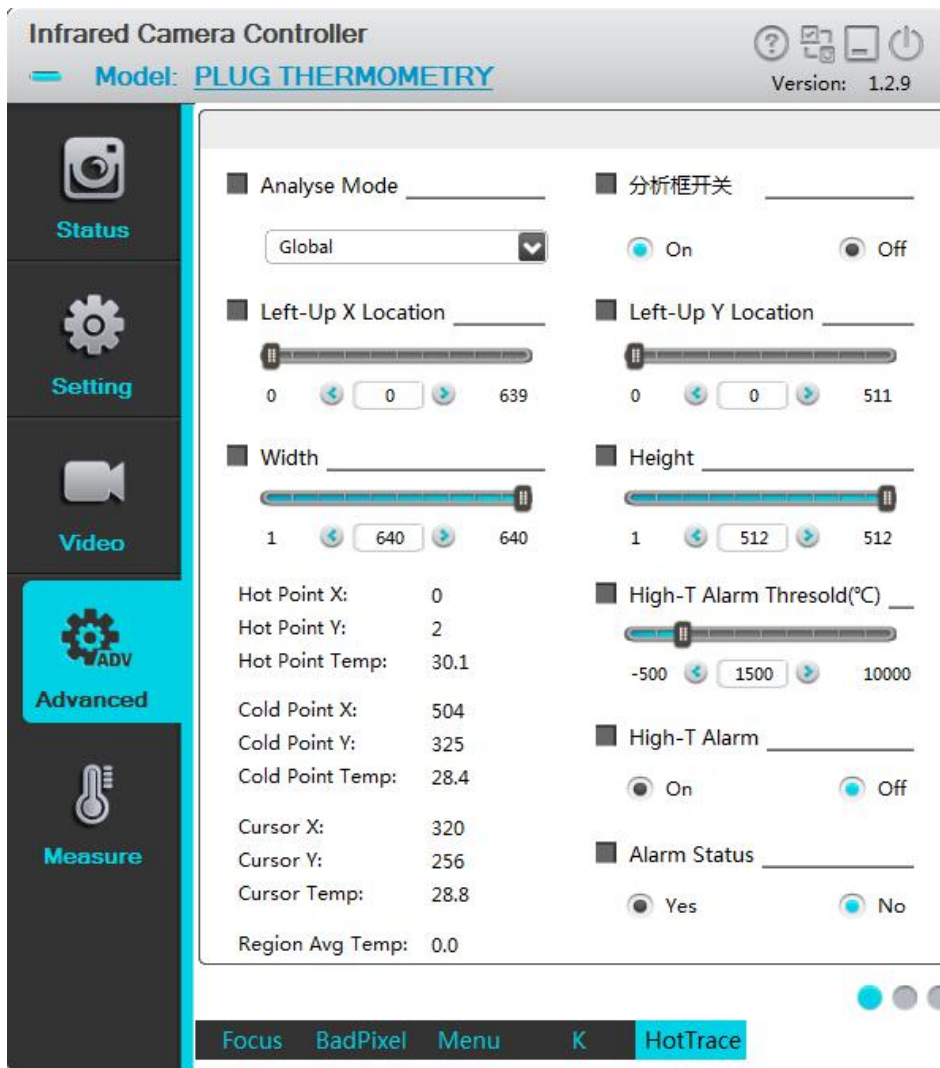 Infrared Camera Controller
Model: PLUG THERMOMETRY
Version: 1.2.9
Status
Setting
Video
ADV
Advanced
Measure
Analyse Mode
Global
分析框开关
On Off
Left-Up X Location
0 0 639
Left-Up Y Location
0 0 511
Width
1 640 640
Height
1 512 512
Hot Point X: 0
Hot Point Y: 2
Hot Point Temp: 30.1
Cold Point X: 504
Cold Point Y: 325
Cold Point Temp: 28.4
Cursor X: 320
Cursor Y: 256
Cursor Temp: 28.8
Region Avg Temp: 0.0
High-T Alarm Thresold(℃)
-500 1500 10000
High-T Alarm
On Off
Alarm Status
Yes No
Focus BadPixel Menu K HotTrace